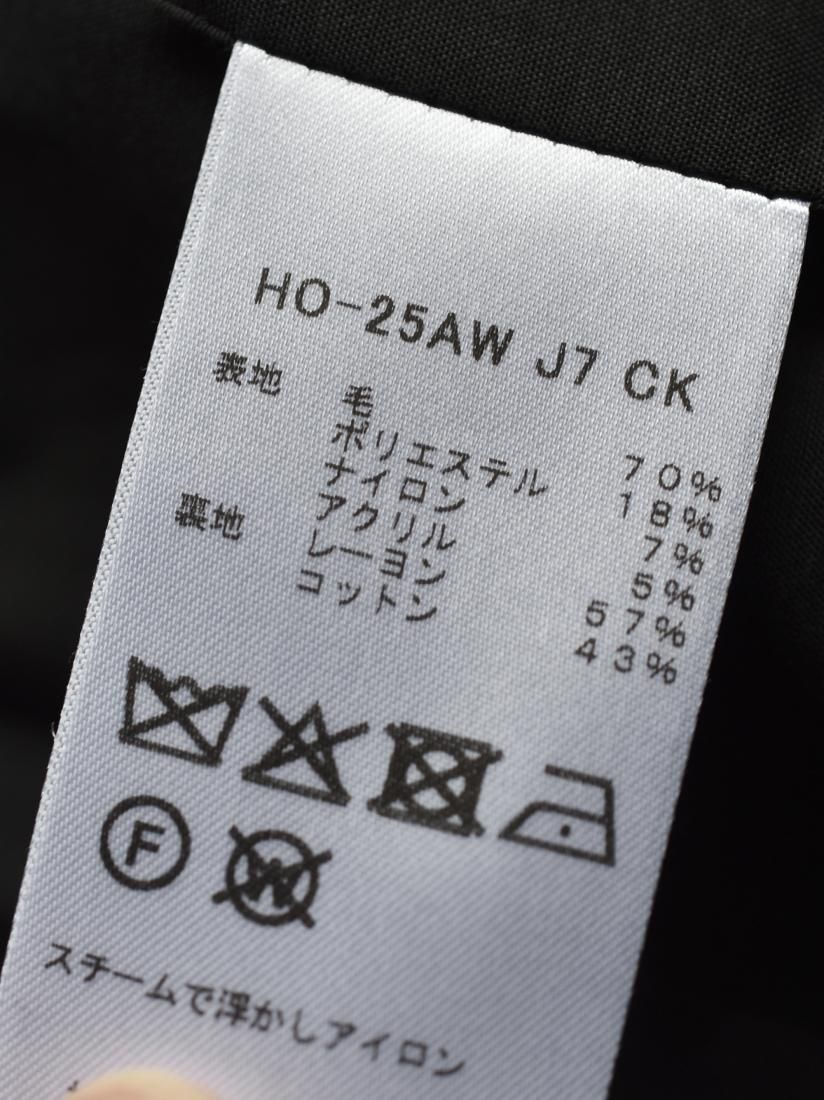 HO-25AW J7 CK
表地 毛 70%
ポリエステル 18%
ナイロン 7%
アクリル 5%
裏地 レーヨン 57%
コットン 43%
F
W
スチームで浮かしアイロン